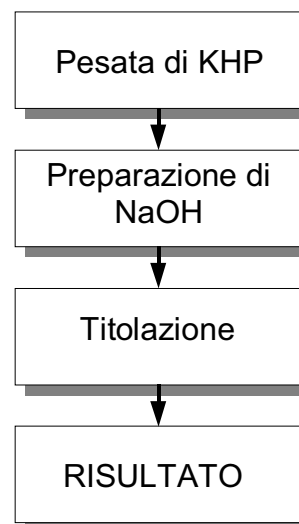 Pesata di KHP
Preparazione di
NaOH
Titolazione
RISULTATO